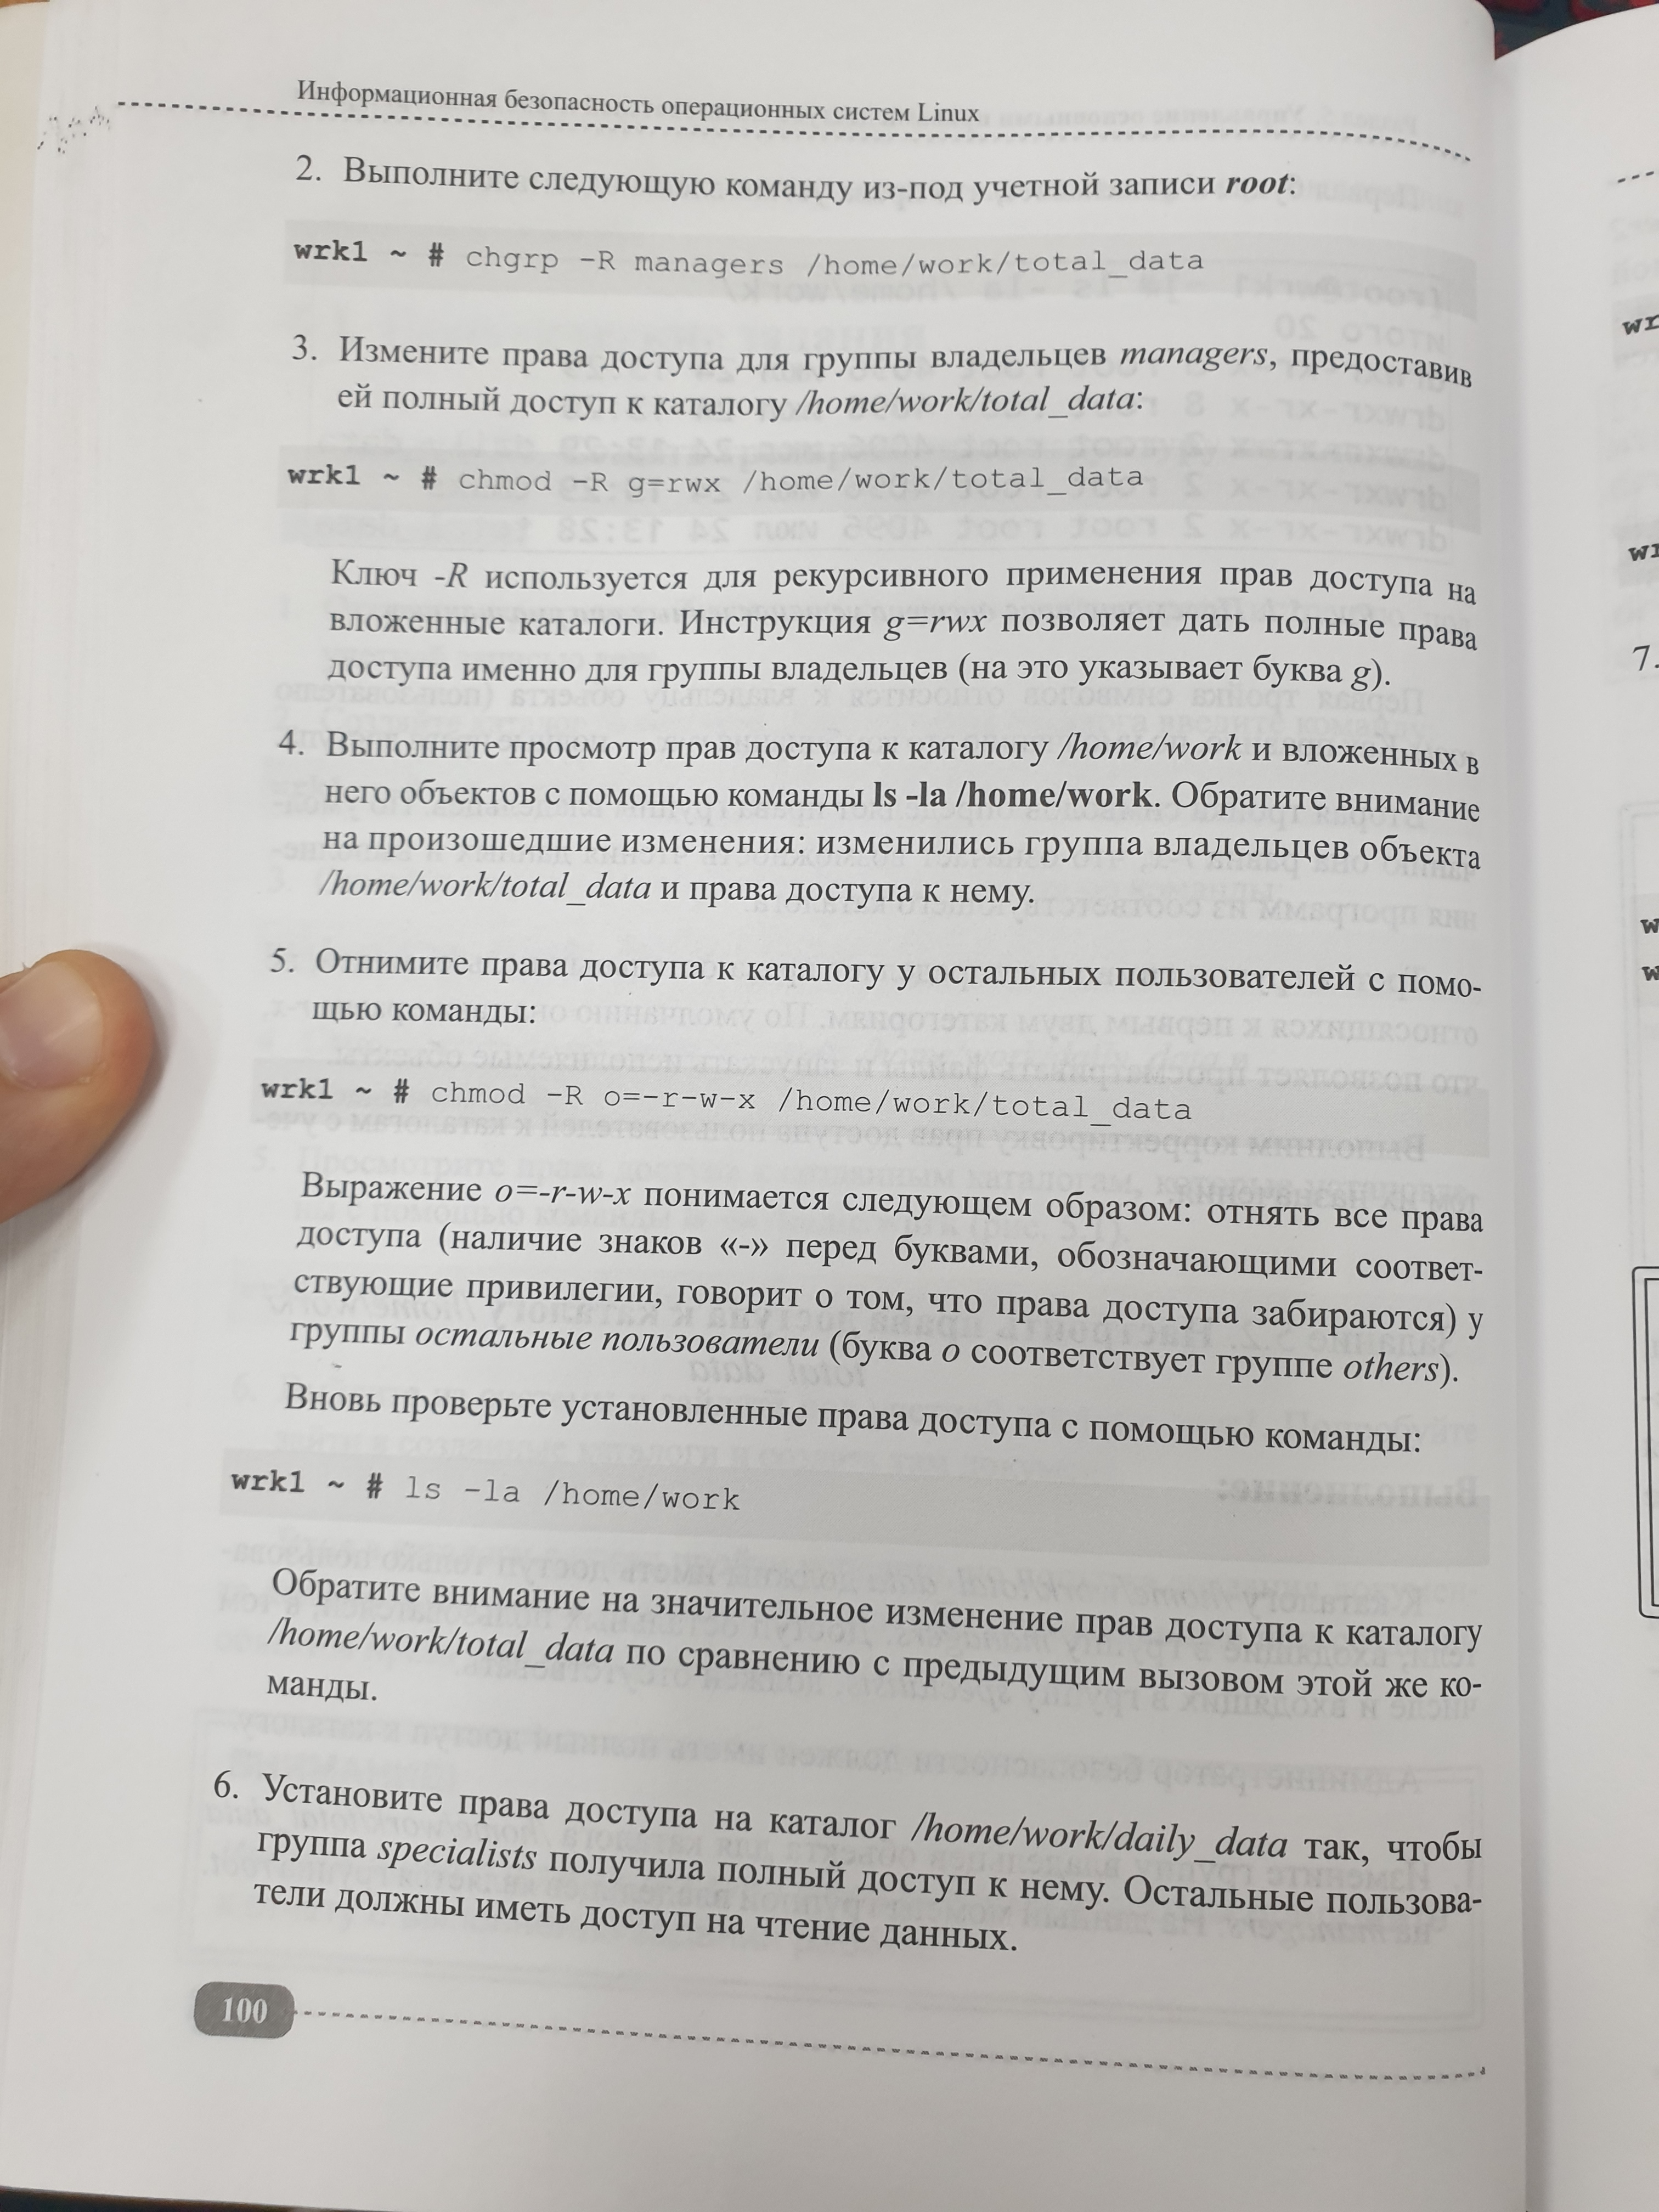 Информационная безопасность операционных систем Linux
2. Выполните следующую команду из-под учетной записи root:
wrk1 ~ # chgrp -R managers /home/work/total_data
3. Измените права доступа для группы владельцев managers, предоставив
ей полный доступ к каталогу /home/work/total_data:
wrk1 ~ # chmod -R g=rwx /home/work/total_data
Ключ -R используется для рекурсивного применения прав доступа на
вложенные каталоги. Инструкция g=rwx позволяет дать полные права
доступа именно для группы владельцев (на это указывает буква g).
4. Выполните просмотр прав доступа к каталогу /home/work и вложенных в
него объектов с помощью команды ls -la /home/work. Обратите внимание
на произошедшие изменения: изменились группа владельцев объекта
/home/work/total_data и права доступа к нему.
5. Отнимите права доступа к каталогу у остальных пользователей с помо-
щью команды:
wrk1 ~ # chmod -R o=-r-w-x /home/work/total_data
Выражение o=-r-w-x понимается следующем образом: отнять все права
доступа (наличие знаков «-» перед буквами, обозначающими соответ-
ствующие привилегии, говорит о том, что права доступа забираются) у
группы остальные пользователи (буква o соответствует группе others).
Вновь проверьте установленные права доступа с помощью команды:
wrk1 ~ # ls -la /home/work
Обратите внимание на значительное изменение прав доступа к каталогу
/home/work/total_data по сравнению с предыдущим вызовом этой же ко-
манды.
6. Установите права доступа на каталог /home/work/daily_data так, чтобы
группа specialists получила полный доступ к нему. Остальные пользова-
тели должны иметь доступ на чтение данных.
100
7.